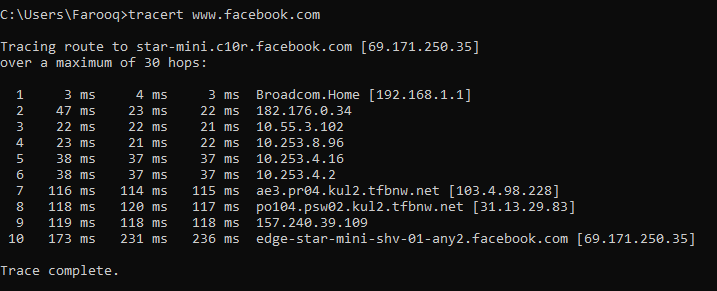 C:\Users\Farooq>tracert www.facebook.com
Tracing route to star-mini.c10r.facebook.com [69.171.250.35]
over a maximum of 30 hops:
1 3 ms 4 ms 3 ms Broadcom.Home [192.168.1.1]
2 47 ms 23 ms 22 ms 182.176.0.34
3 22 ms 22 ms 21 ms 10.55.3.102
4 23 ms 21 ms 22 ms 10.253.8.96
5 38 ms 37 ms 37 ms 10.253.4.16
6 38 ms 37 ms 37 ms 10.253.4.2
7 116 ms 114 ms 115 ms ae3.pr04.kul2.tfbnw.net [103.4.98.228]
8 118 ms 120 ms 117 ms po104.psw02.kul2.tfbnw.net [31.13.29.83]
9 119 ms 118 ms 118 ms 157.240.39.109
10 173 ms 231 ms 236 ms edge-star-mini-shv-01-any2.facebook.com [69.171.250.35]
Trace complete.